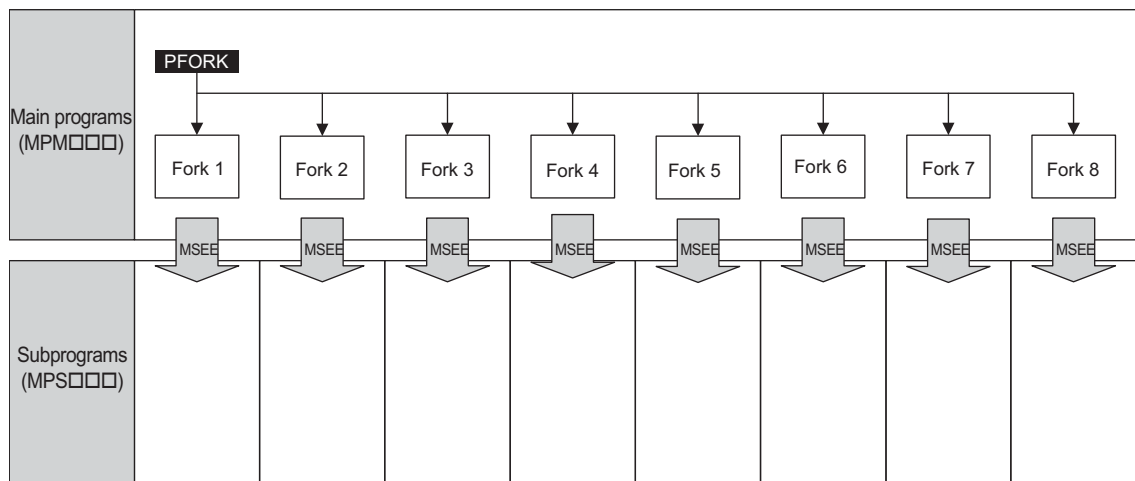 PFORK
Main programs
(MPM□□□)
Fork 1 Fork 2 Fork 3 Fork 4 Fork 5 Fork 6 Fork 7 Fork 8
MSEE MSEE MSEE MSEE MSEE MSEE MSEE MSEE
Subprograms
(MPS□□□)